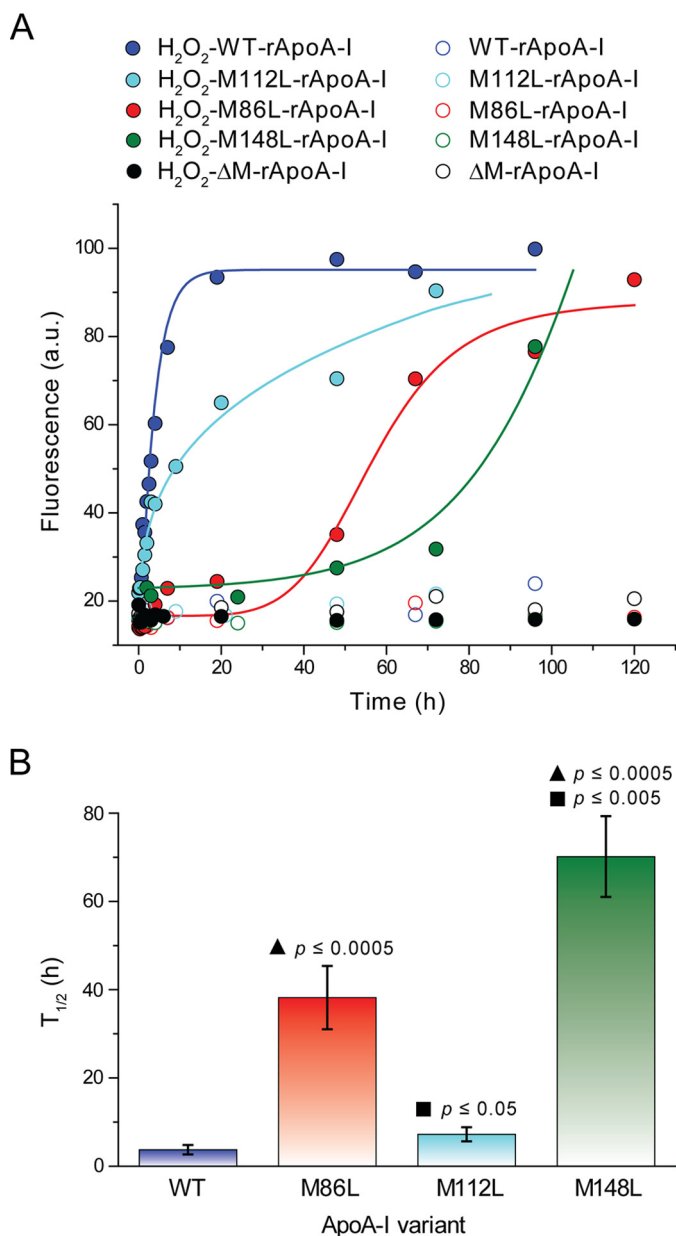 A
H₂O₂-WT-rApoA-I WT-rApoA-I
H₂O₂-M112L-rApoA-I M112L-rApoA-I
H₂O₂-M86L-rApoA-I M86L-rApoA-I
H₂O₂-M148L-rApoA-I M148L-rApoA-I
H₂O₂-ΔM-rApoA-I ΔM-rApoA-I
Fluorescence (a.u.)
100
80
60
40
20
0 20 40 60 80 100 120
Time (h)
B
▲ p ≤ 0.0005
■ p ≤ 0.005
▲ p ≤ 0.0005
■ p ≤ 0.05
T₁/₂ (h)
80
60
40
20
0
WT M86L M112L M148L
ApoA-I variant